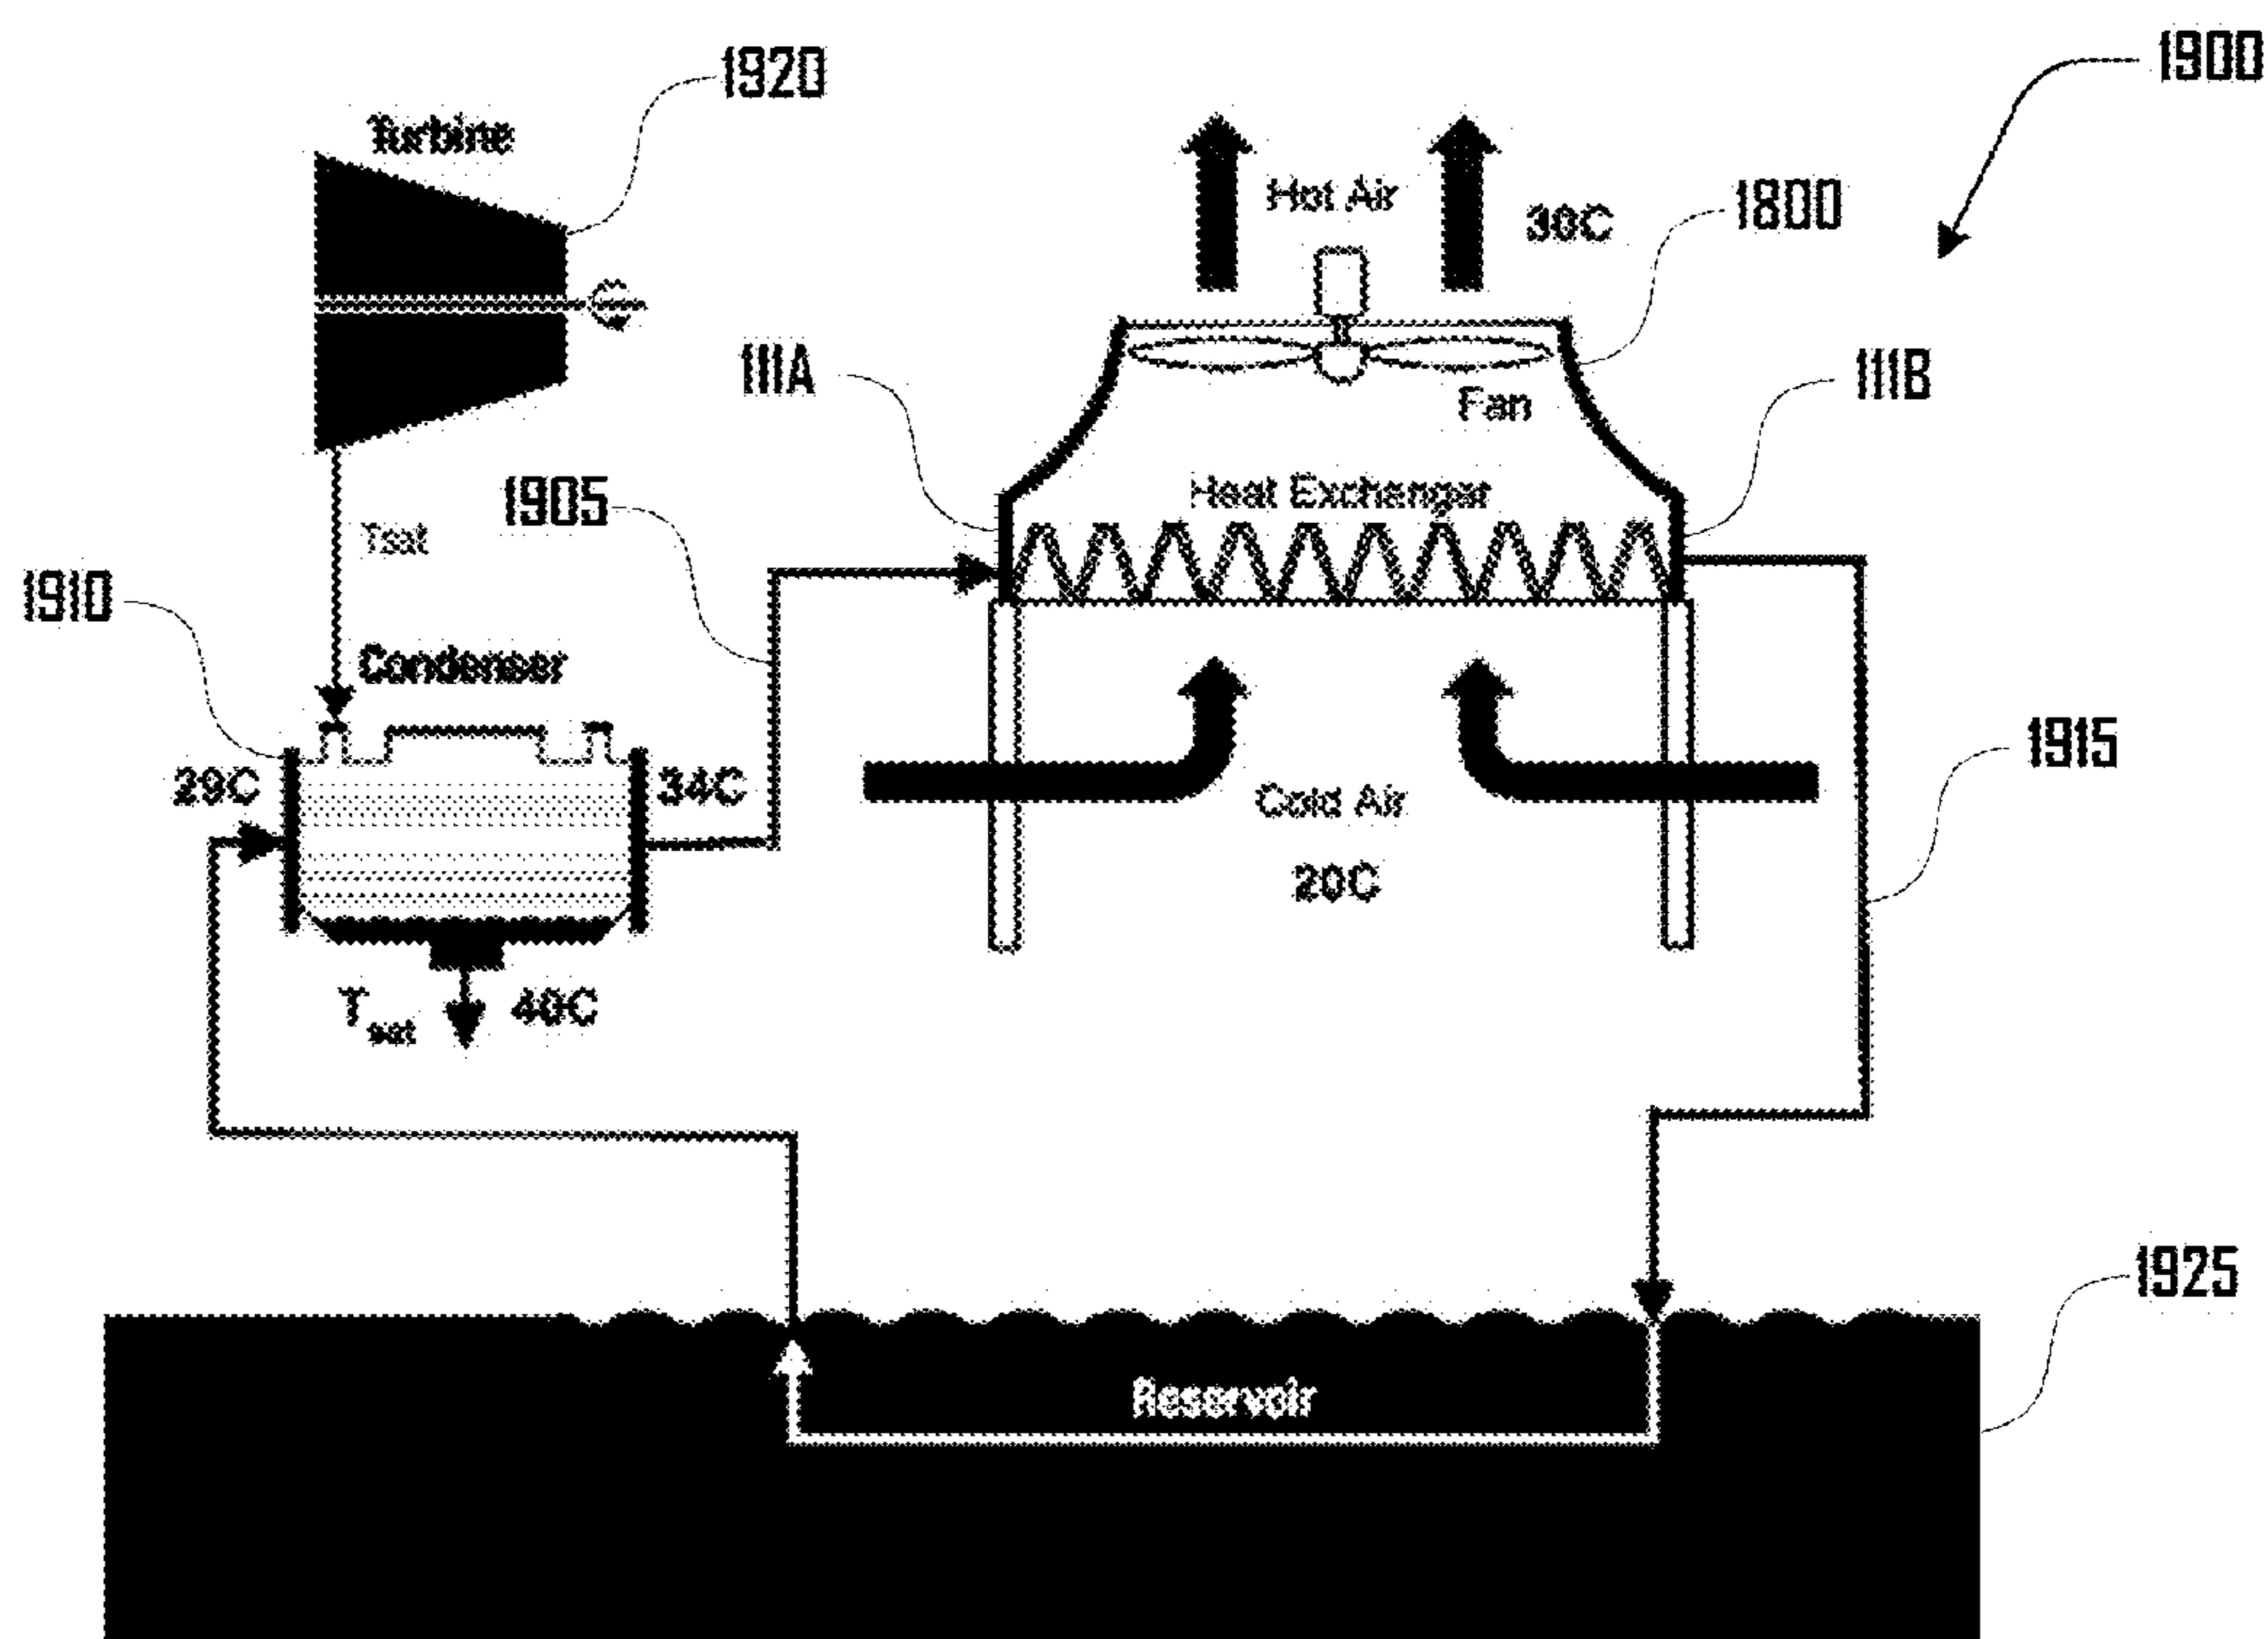 1920
1900
Turbine
Hot Air
30C
1800
111A
111B
Fan
1905
Heat Exchanger
Tsat
1910
Condenser
29C
34C
1915
Cold Air
20C
Tsat
40C
1925
Reservoir